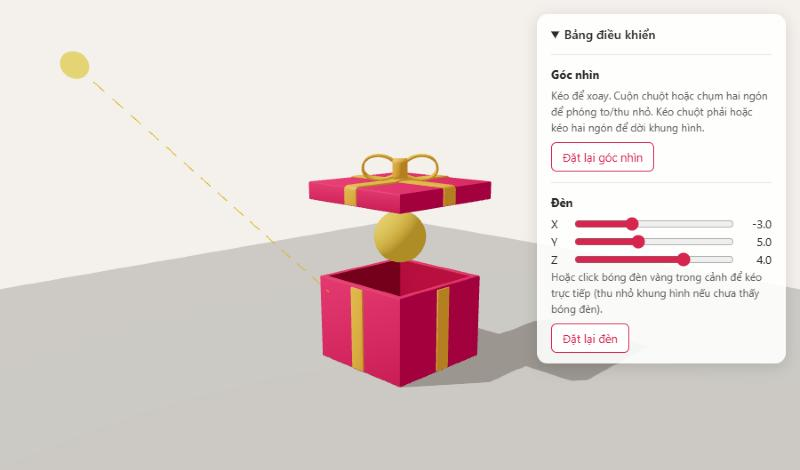 ▼ Bảng điều khiển
Góc nhìn
Kéo để xoay. Cuộn chuột hoặc chụm hai ngón
để phóng to/thu nhỏ. Kéo chuột phải hoặc
kéo hai ngón để dời khung hình.
Đặt lại góc nhìn
Đèn
X -3.0
Y 5.0
Z 4.0
Hoặc click bóng đèn vàng trong cảnh để kéo
trực tiếp (thu nhỏ khung hình nếu chưa thấy
bóng đèn).
Đặt lại đèn